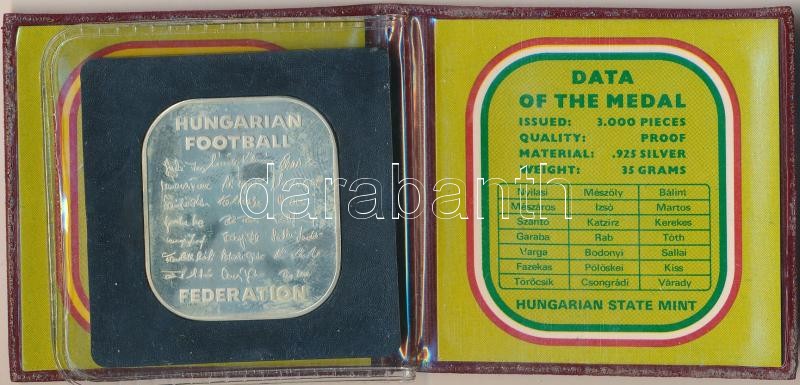 HUNGARIAN
FOOTBALL
FEDERATION
DATA
OF THE MEDAL
ISSUED: 3.000 PIECES
QUALITY: PROOF
MATERIAL: .925 SILVER
WEIGHT: 35 GRAMS
Nyilasi Mészöly Bálint
Mészáros Izsó Martos
Szántó Katzirz Kerekes
Garaba Rab Tóth
Varga Bodonyi Sallai
Fazekas Pölöskei Kiss
Törőcsik Csongrádi Várady
HUNGARIAN STATE MINT
darabanth